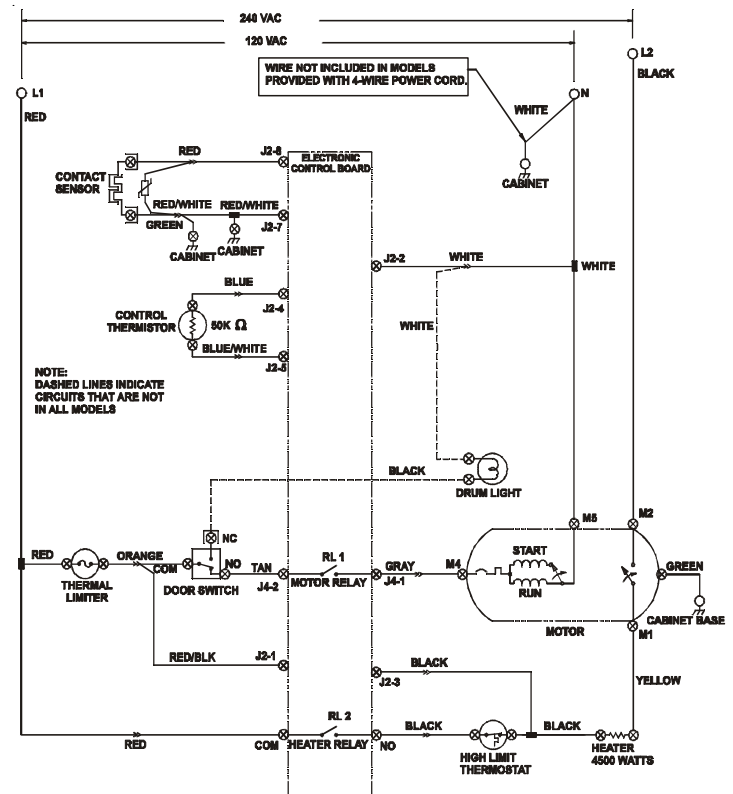 240 VAC
120 VAC
L2
WIRE NOT INCLUDED IN MODELS
PROVIDED WITH 4-WIRE POWER CORD.
BLACK
L1
N
RED
WHITE
RED
J2-6
ELECTRONIC
CONTROL BOARD
CONTACT
SENSOR
CABINET
RED/WHITE
RED/WHITE
GREEN
J2-7
CABINET
CABINET
J2-2
WHITE
WHITE
BLUE
J2-4
CONTROL
THERMISTOR
50K Ω
WHITE
BLUE/WHITE
J2-5
NOTE:
DASHED LINES INDICATE
CIRCUITS THAT ARE NOT
IN ALL MODELS
BLACK
DRUM LIGHT
M5
M2
NC
RED
ORANGE
COM
NO
TAN
RL 1
GRAY
M4
START
GREEN
THERMAL
LIMITER
DOOR SWITCH
J4-2
MOTOR RELAY
J4-1
RUN
CABINET BASE
MOTOR
M1
RED/BLK
J2-1
BLACK
J2-3
YELLOW
RL 2
BLACK
BLACK
RED
COM
HEATER RELAY
NO
HEATER
4500 WATTS
HIGH LIMIT
THERMOSTAT